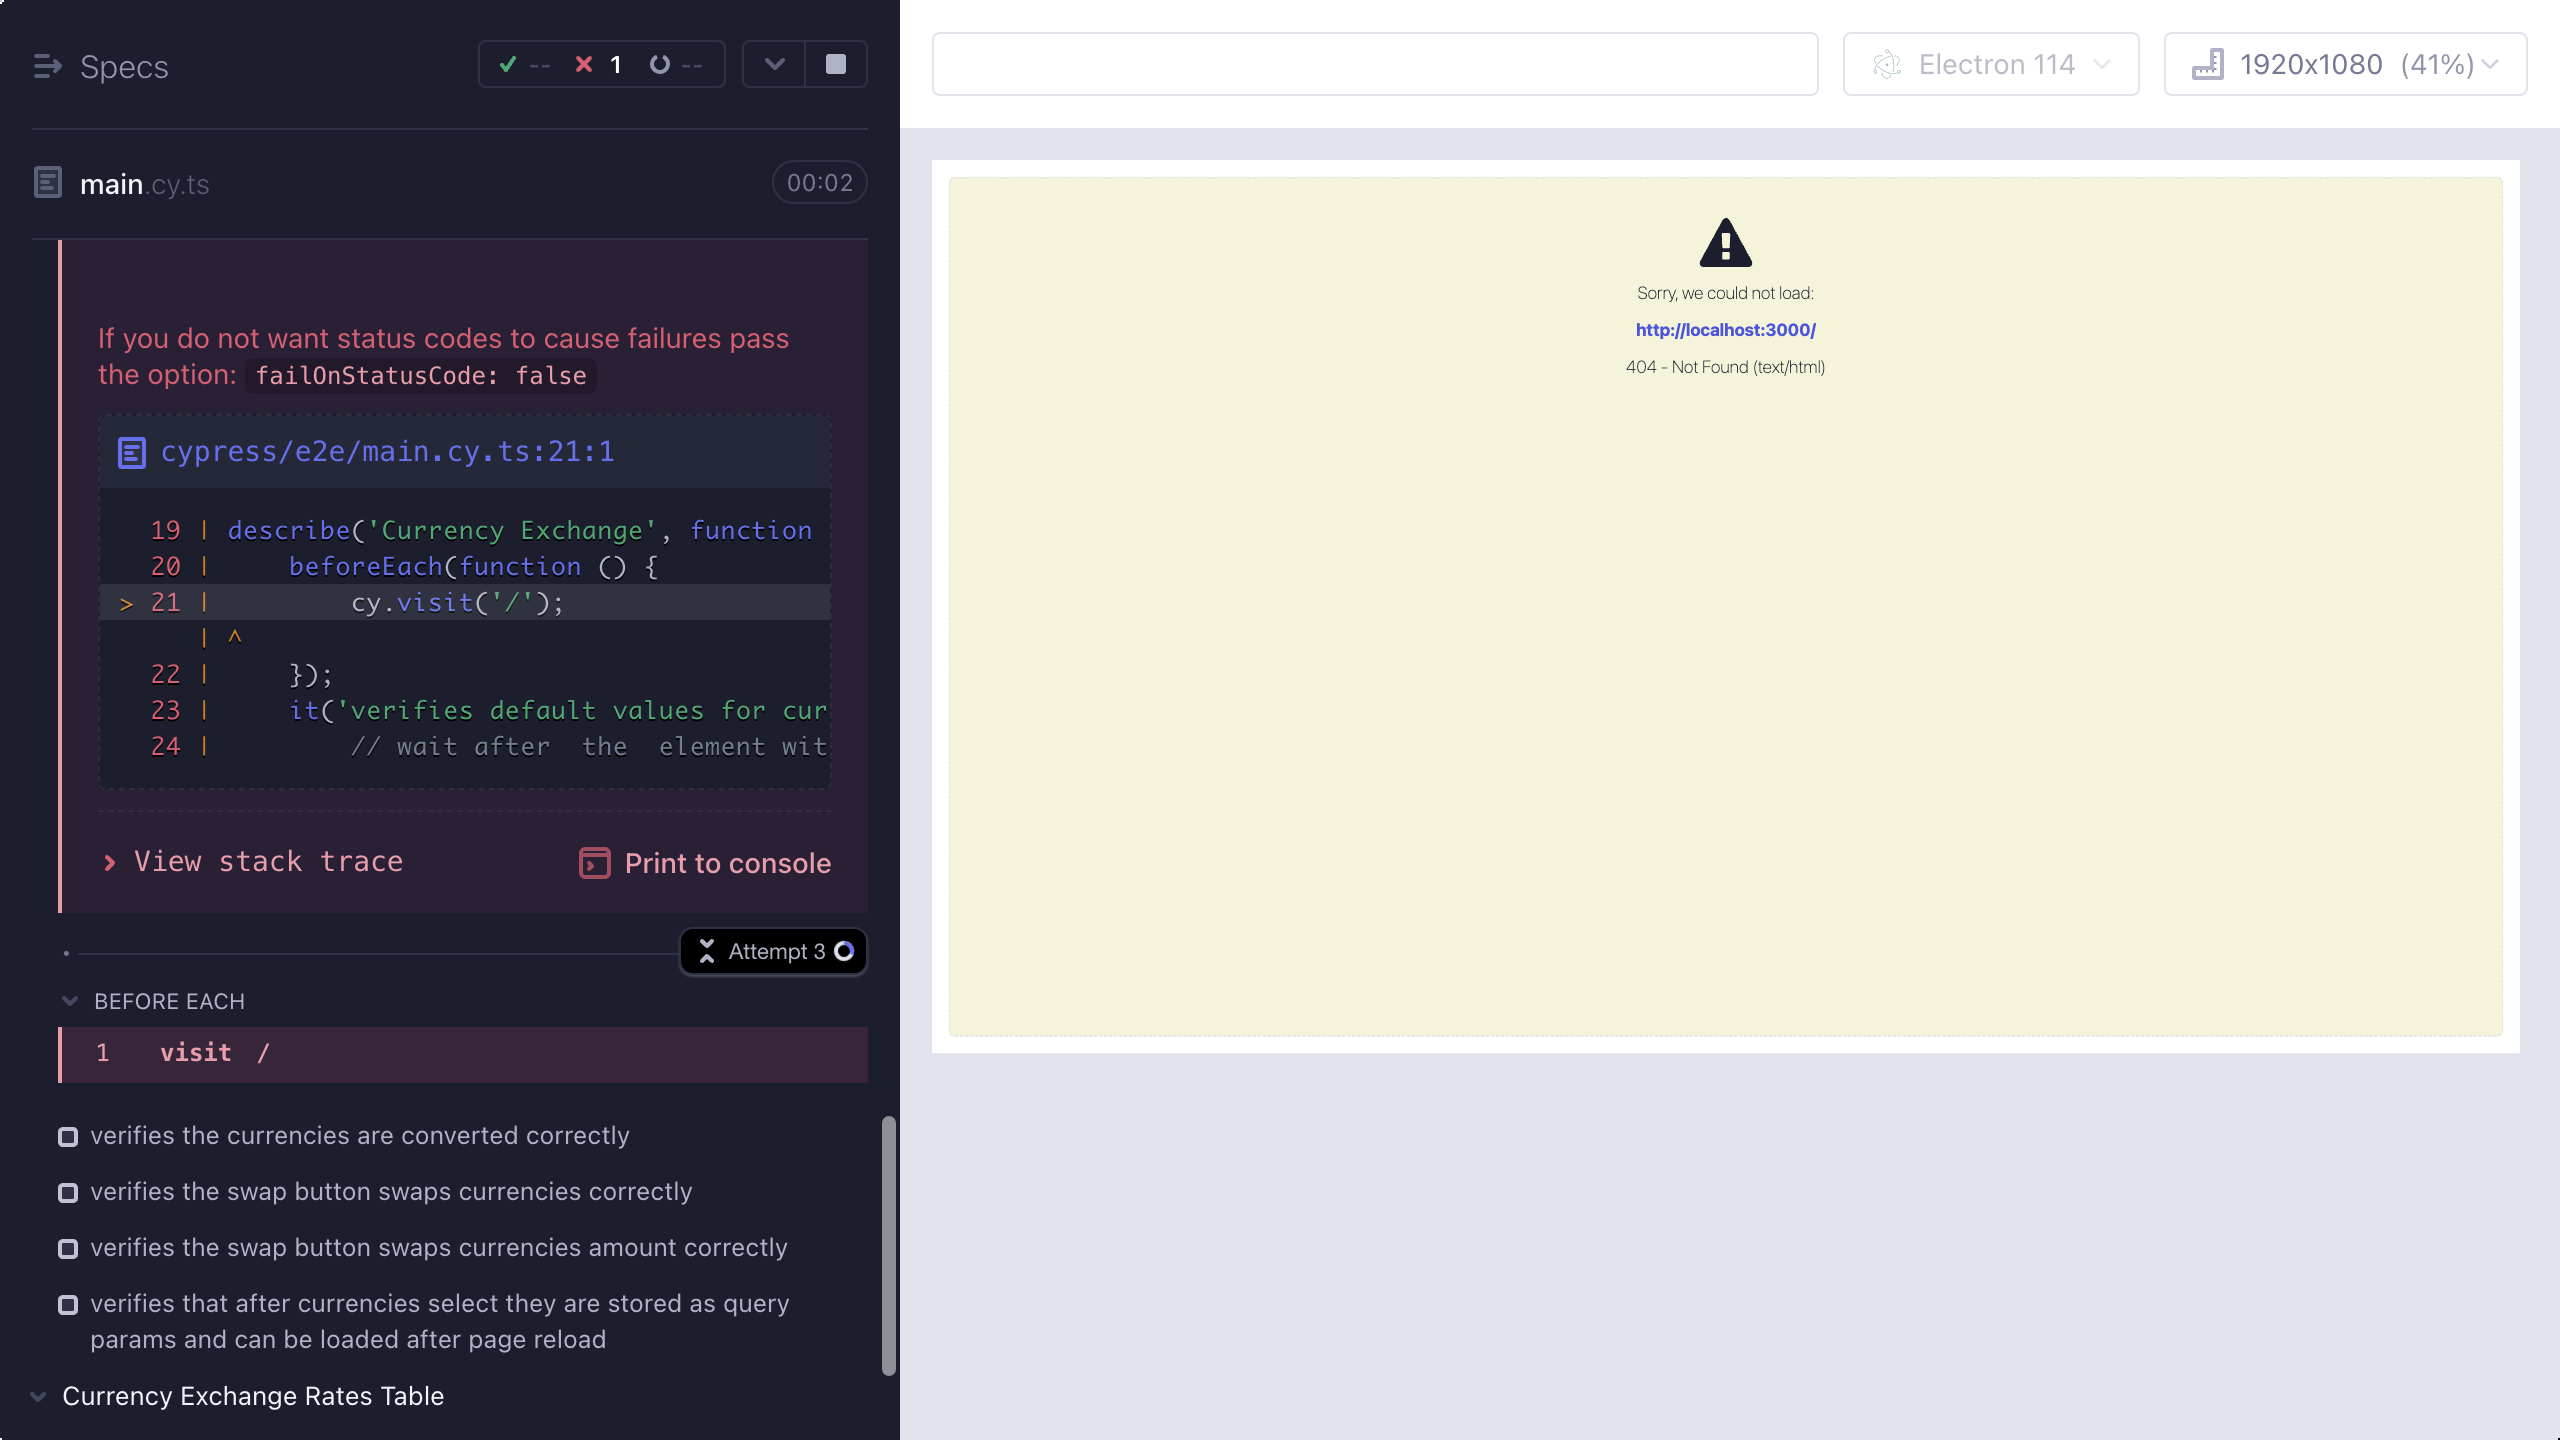 Specs
-- 1 --
main.cy.ts
00:02
If you do not want status codes to cause failures pass
the option: failOnStatusCode: false
cypress/e2e/main.cy.ts:21:1
19 | describe('Currency Exchange', function
20 | beforeEach(function () {
> 21 | cy.visit('/');
| ^
22 | });
23 | it('verifies default values for cur
24 | // wait after the element wit
View stack trace
Print to console
Attempt 3
BEFORE EACH
1 visit /
verifies the currencies are converted correctly
verifies the swap button swaps currencies correctly
verifies the swap button swaps currencies amount correctly
verifies that after currencies select they are stored as query
params and can be loaded after page reload
Currency Exchange Rates Table
Electron 114
1920x1080 (41%)
Sorry, we could not load:
http://localhost:3000/
404 - Not Found (text/html)